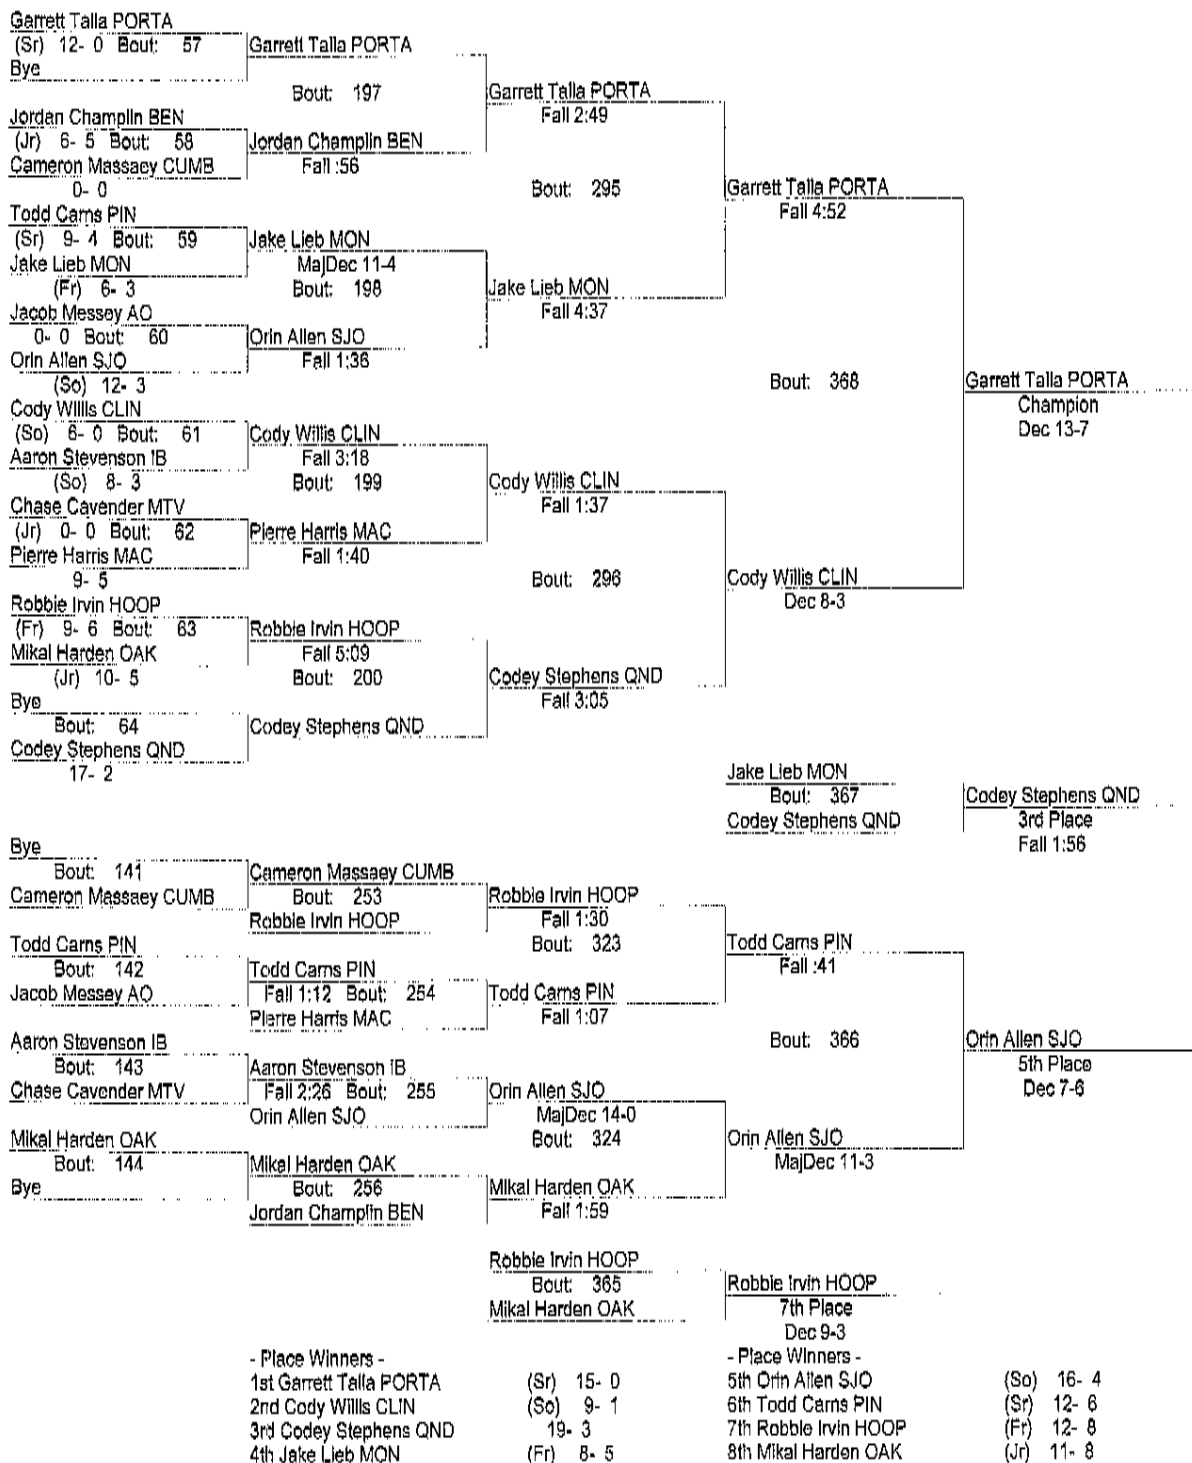 Garrett Talla PORTA
(Sr) 12- 0 Bout: 57
Bye
Garrett Talla PORTA
Bout: 197
Jordan Champlin BEN
(Jr) 6- 5 Bout: 58
Cameron Massaey CUMB
0- 0
Jordan Champlin BEN
Fall :56
Garrett Talla PORTA
Fall 2:49
Bout: 295
Todd Carns PIN
(Sr) 9- 4 Bout: 59
Jake Lieb MON
(Fr) 6- 3
Jake Lieb MON
MajDec 11-4
Bout: 198
Jacob Messey AO
0- 0 Bout: 60
Orin Allen SJO
(So) 12- 3
Orin Allen SJO
Fall 1:36
Jake Lieb MON
Fall 4:37
Garrett Talla PORTA
Fall 4:52
Bout: 368
Garrett Talla PORTA
Champion
Dec 13-7
Cody Willis CLIN
(So) 6- 0 Bout: 61
Aaron Stevenson IB
(So) 8- 3
Cody Willis CLIN
Fall 3:18
Bout: 199
Chase Cavender MTV
(Jr) 0- 0 Bout: 62
Pierre Harris MAC
9- 5
Pierre Harris MAC
Fall 1:40
Cody Willis CLIN
Fall 1:37
Bout: 296
Robbie Irvin HOOP
(Fr) 9- 6 Bout: 63
Mikal Harden OAK
(Jr) 10- 5
Robbie Irvin HOOP
Fall 5:09
Bout: 200
Bye
Bout: 64
Codey Stephens QND
17- 2
Codey Stephens QND
Codey Stephens QND
Fall 3:05
Cody Willis CLIN
Dec 8-3
Jake Lieb MON
Bout: 367
Codey Stephens QND
Codey Stephens QND
3rd Place
Fall 1:56
Bye
Bout: 141
Cameron Massaey CUMB
Cameron Massaey CUMB
Bout: 253
Robbie Irvin HOOP
Robbie Irvin HOOP
Fall 1:30
Bout: 323
Todd Carns PIN
Bout: 142
Jacob Messey AO
Todd Carns PIN
Fall 1:12 Bout: 254
Pierre Harris MAC
Todd Carns PIN
Fall 1:07
Todd Carns PIN
Fall :41
Bout: 366
Orin Allen SJO
5th Place
Dec 7-6
Aaron Stevenson IB
Bout: 143
Chase Cavender MTV
Aaron Stevenson IB
Fall 2:26 Bout: 255
Orin Allen SJO
Orin Allen SJO
MajDec 14-0
Bout: 324
Mikal Harden OAK
Bout: 144
Bye
Mikal Harden OAK
Bout: 256
Jordan Champlin BEN
Mikal Harden OAK
Fall 1:59
Orin Allen SJO
MajDec 11-3
Robbie Irvin HOOP
Bout: 365
Mikal Harden OAK
Robbie Irvin HOOP
7th Place
Dec 9-3
- Place Winners -
1st Garrett Talla PORTA (Sr) 15- 0
2nd Cody Willis CLIN (So) 9- 1
3rd Codey Stephens QND 19- 3
4th Jake Lieb MON (Fr) 8- 5
- Place Winners -
5th Orin Allen SJO (So) 16- 4
6th Todd Carns PIN (Sr) 12- 6
7th Robbie Irvin HOOP (Fr) 12- 8
8th Mikal Harden OAK (Jr) 11- 8